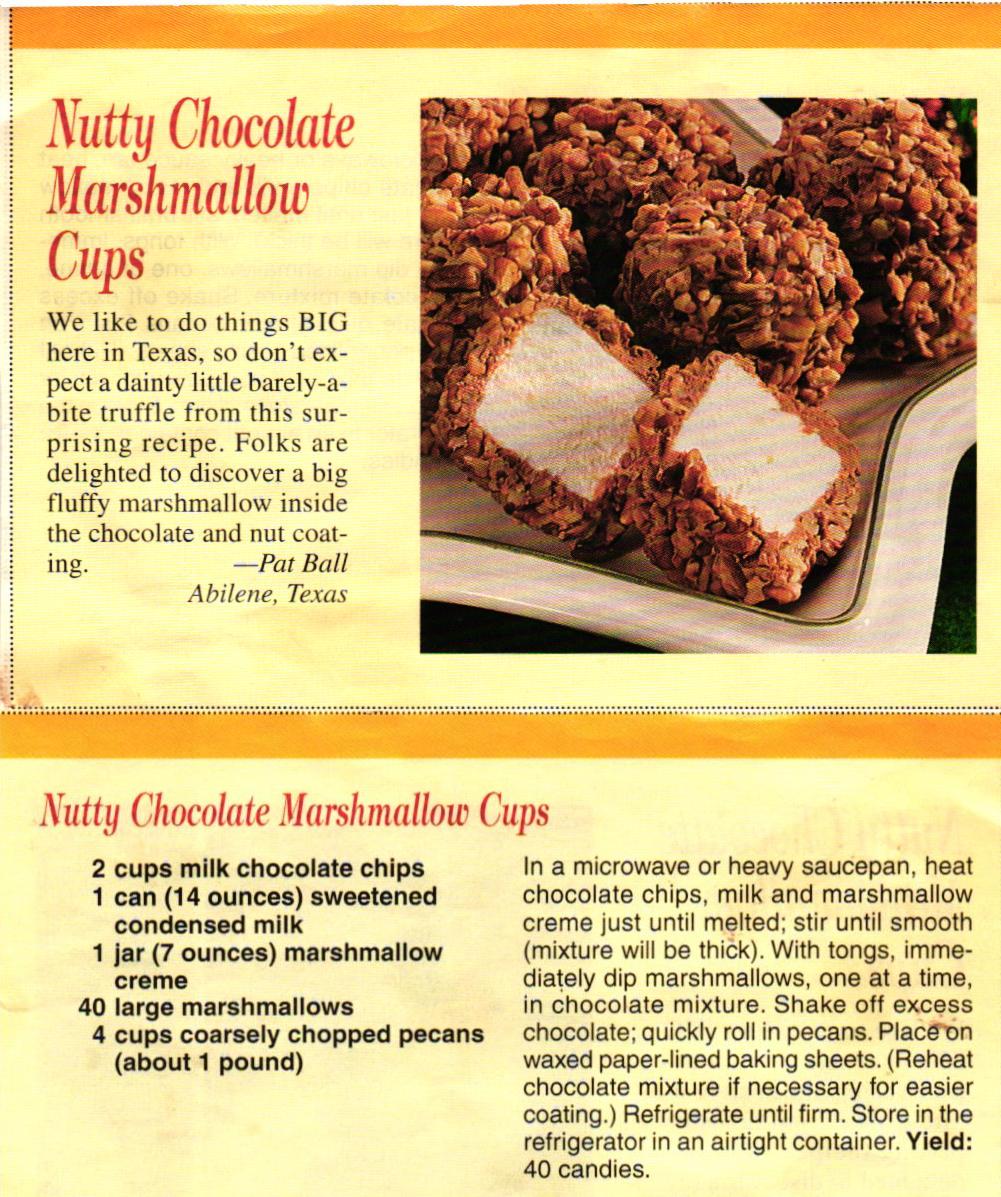 Nutty Chocolate
Marshmallow
Cups
We like to do things BIG
here in Texas, so don't ex-
pect a dainty little barely-a-
bite truffle from this sur-
prising recipe. Folks are
delighted to discover a big
fluffy marshmallow inside
the chocolate and nut coat-
ing. —Pat Ball
Abilene, Texas
Nutty Chocolate Marshmallow Cups
2 cups milk chocolate chips
1 can (14 ounces) sweetened
condensed milk
1 jar (7 ounces) marshmallow
creme
40 large marshmallows
4 cups coarsely chopped pecans
(about 1 pound)
In a microwave or heavy saucepan, heat
chocolate chips, milk and marshmallow
creme just until melted; stir until smooth
(mixture will be thick). With tongs, imme-
diately dip marshmallows, one at a time,
in chocolate mixture. Shake off excess
chocolate; quickly roll in pecans. Place on
waxed paper-lined baking sheets. (Reheat
chocolate mixture if necessary for easier
coating.) Refrigerate until firm. Store in the
refrigerator in an airtight container. Yield:
40 candies.